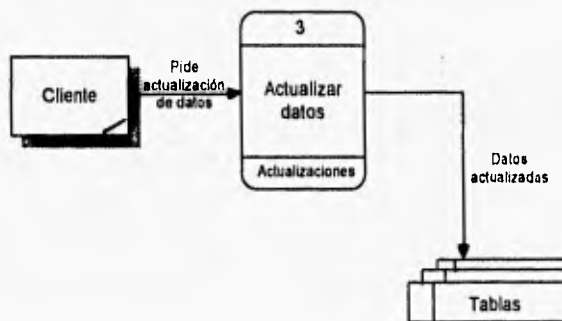 3
Pide
actualización
de datos
Cliente
Actualizar
datos
Actualizaciones
Datos
actualizadas
Tablas